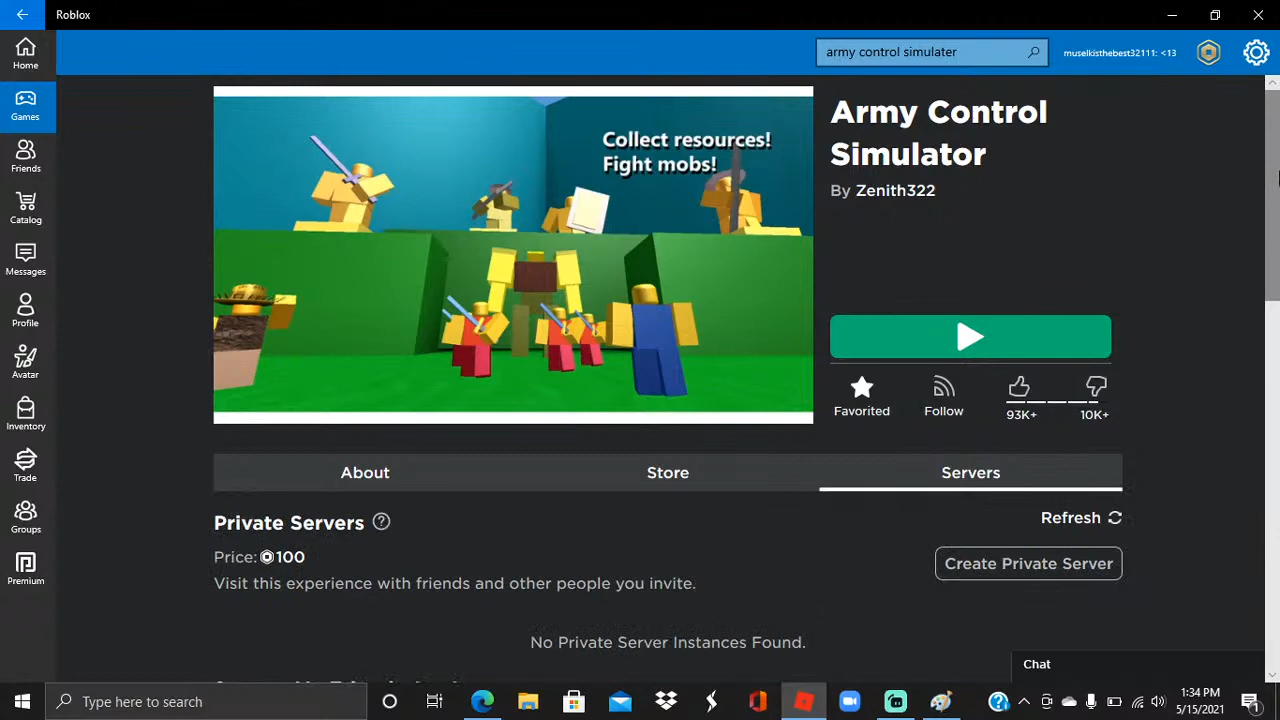 Roblox
Home
army control simulater
muselkisthebest32111: <13
Games
Friends
Catalog
Messages
Profile
Avatar
Inventory
Trade
Groups
Premium
Collect resources!
Fight mobs!
Army Control
Simulator
By Zenith322
Favorited
Follow
93K+
10K+
About
Store
Servers
Private Servers
?
Refresh
Price: 100
Create Private Server
Visit this experience with friends and other people you invite.
No Private Server Instances Found.
Chat
Type here to search
1:34 PM
5/15/2021
1